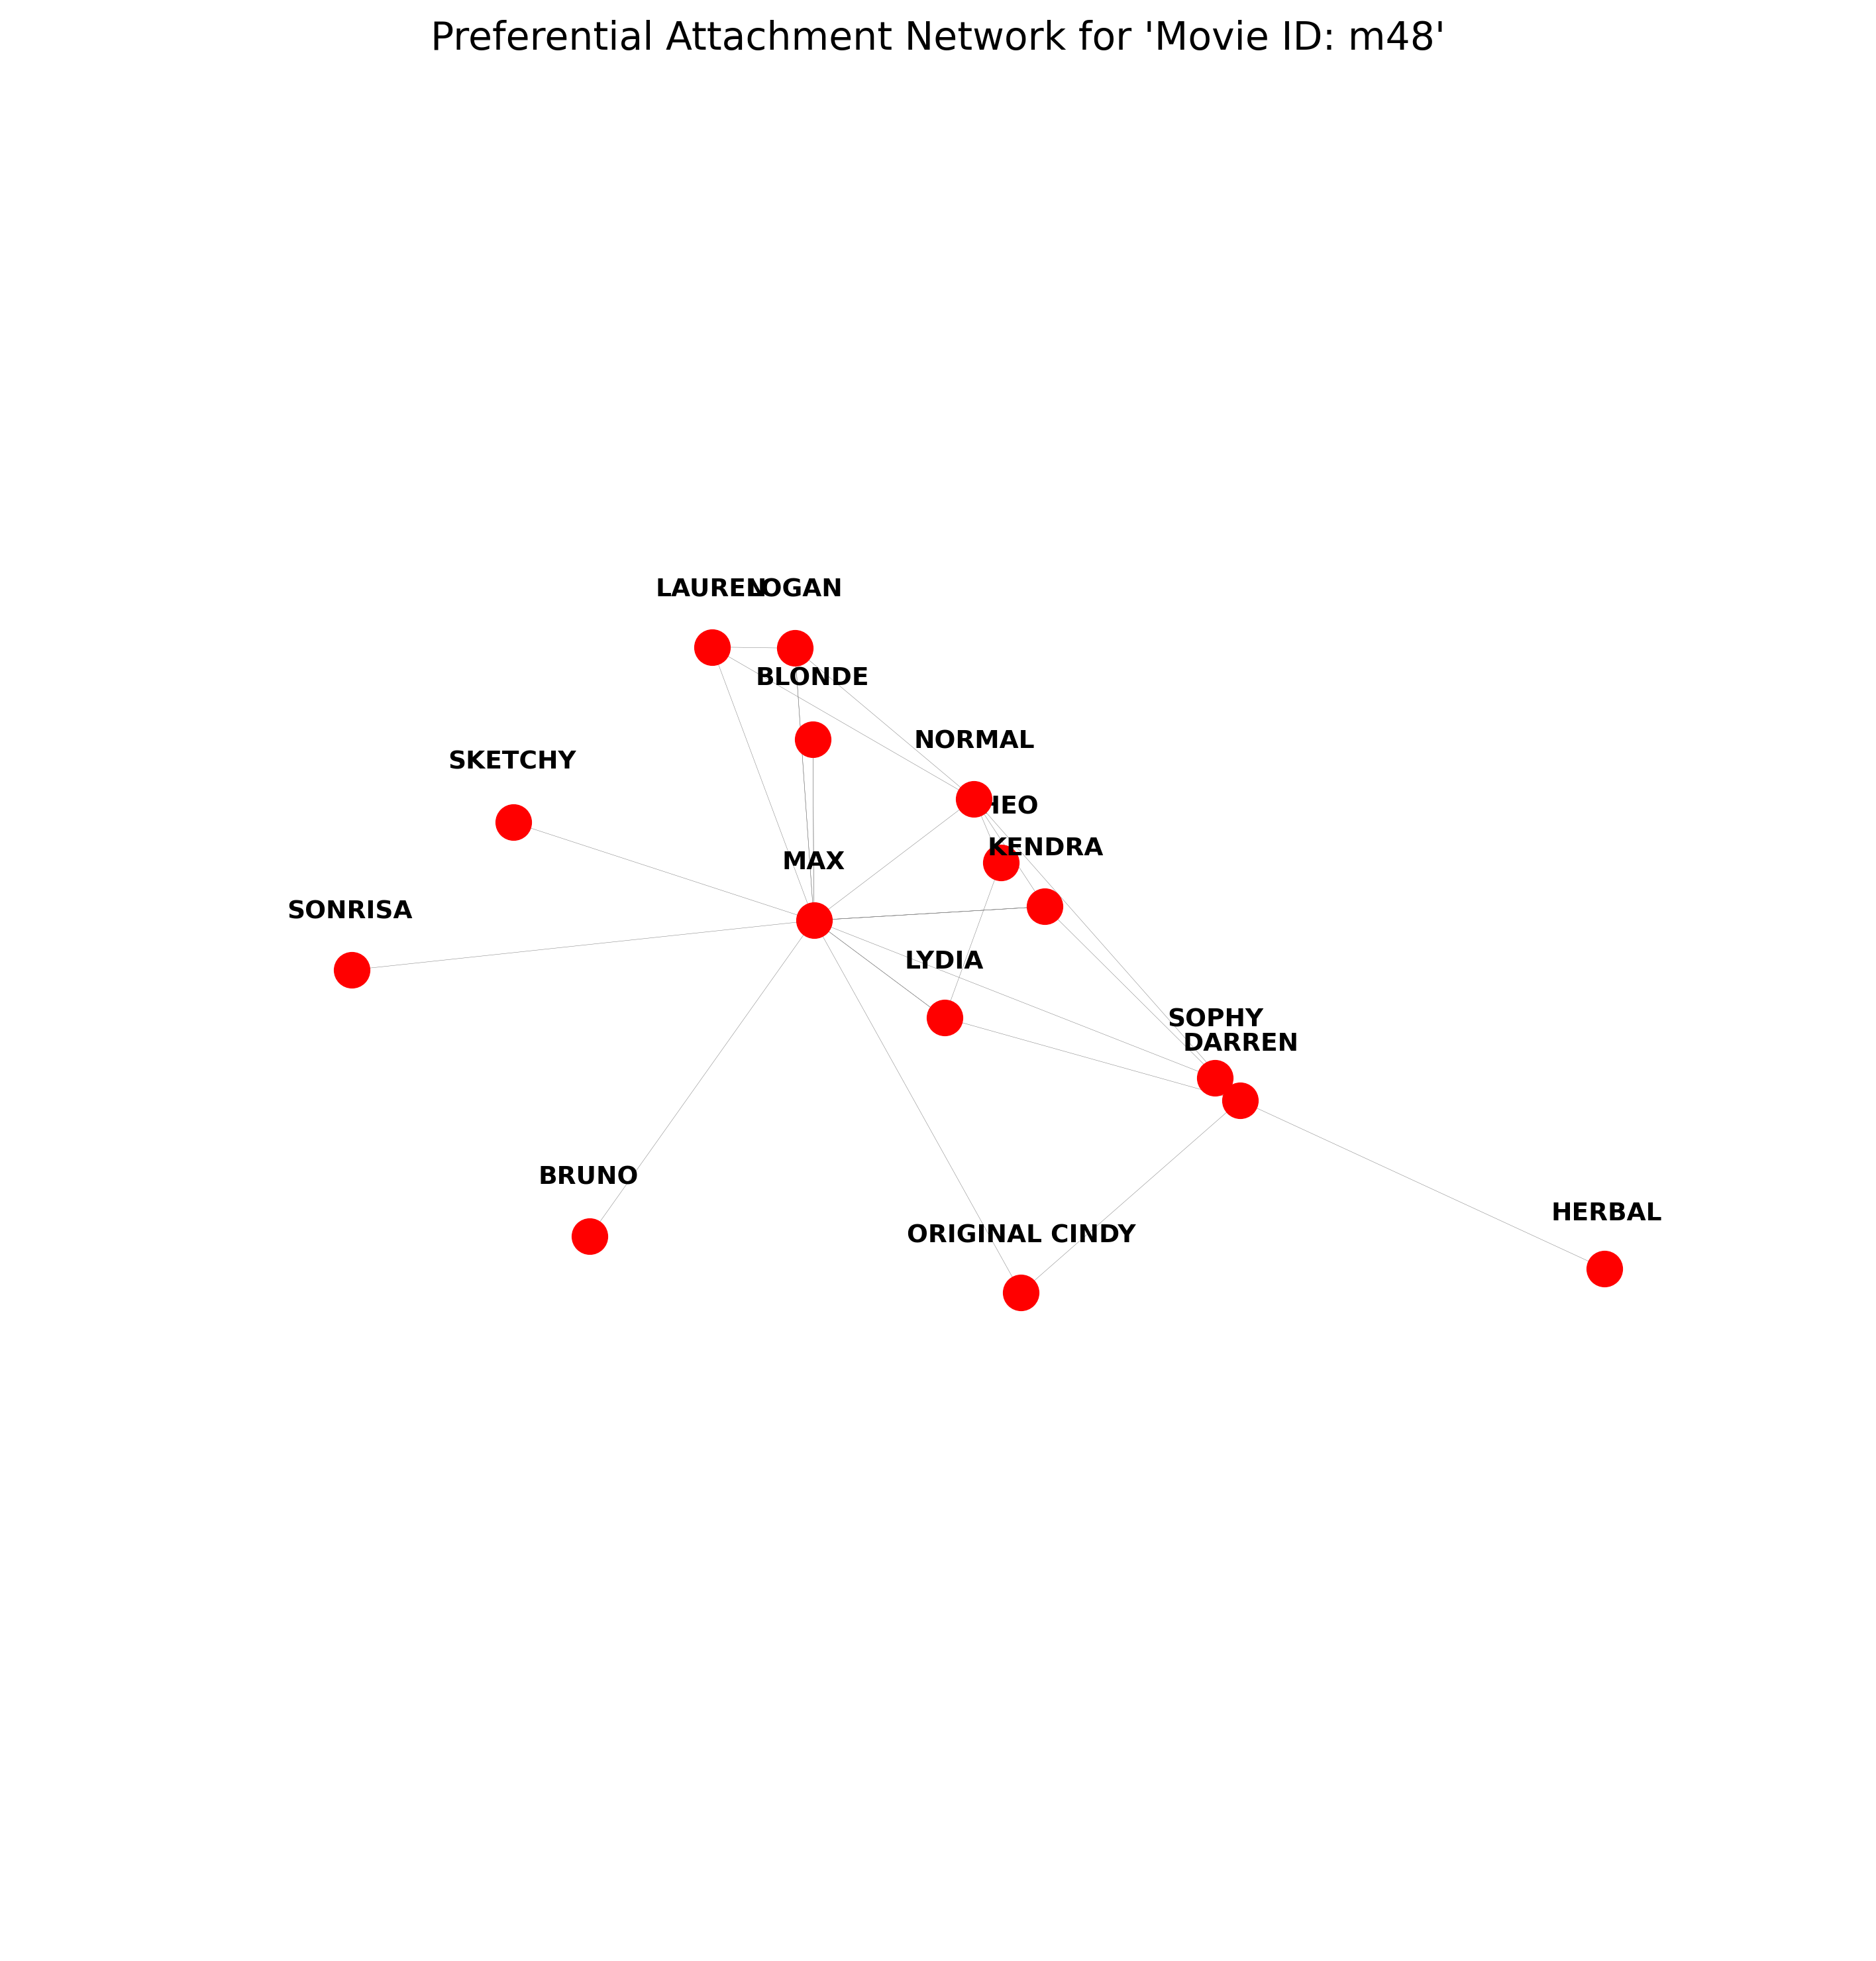 Preferential Attachment Network for 'Movie ID: m48'
LAUREN
LOGAN
BLONDE
NORMAL
SKETCHY
HEO
KENDRA
MAX
SONRISA
LYDIA
SOPHY
DARREN
BRUNO
HERBAL
ORIGINAL CINDY